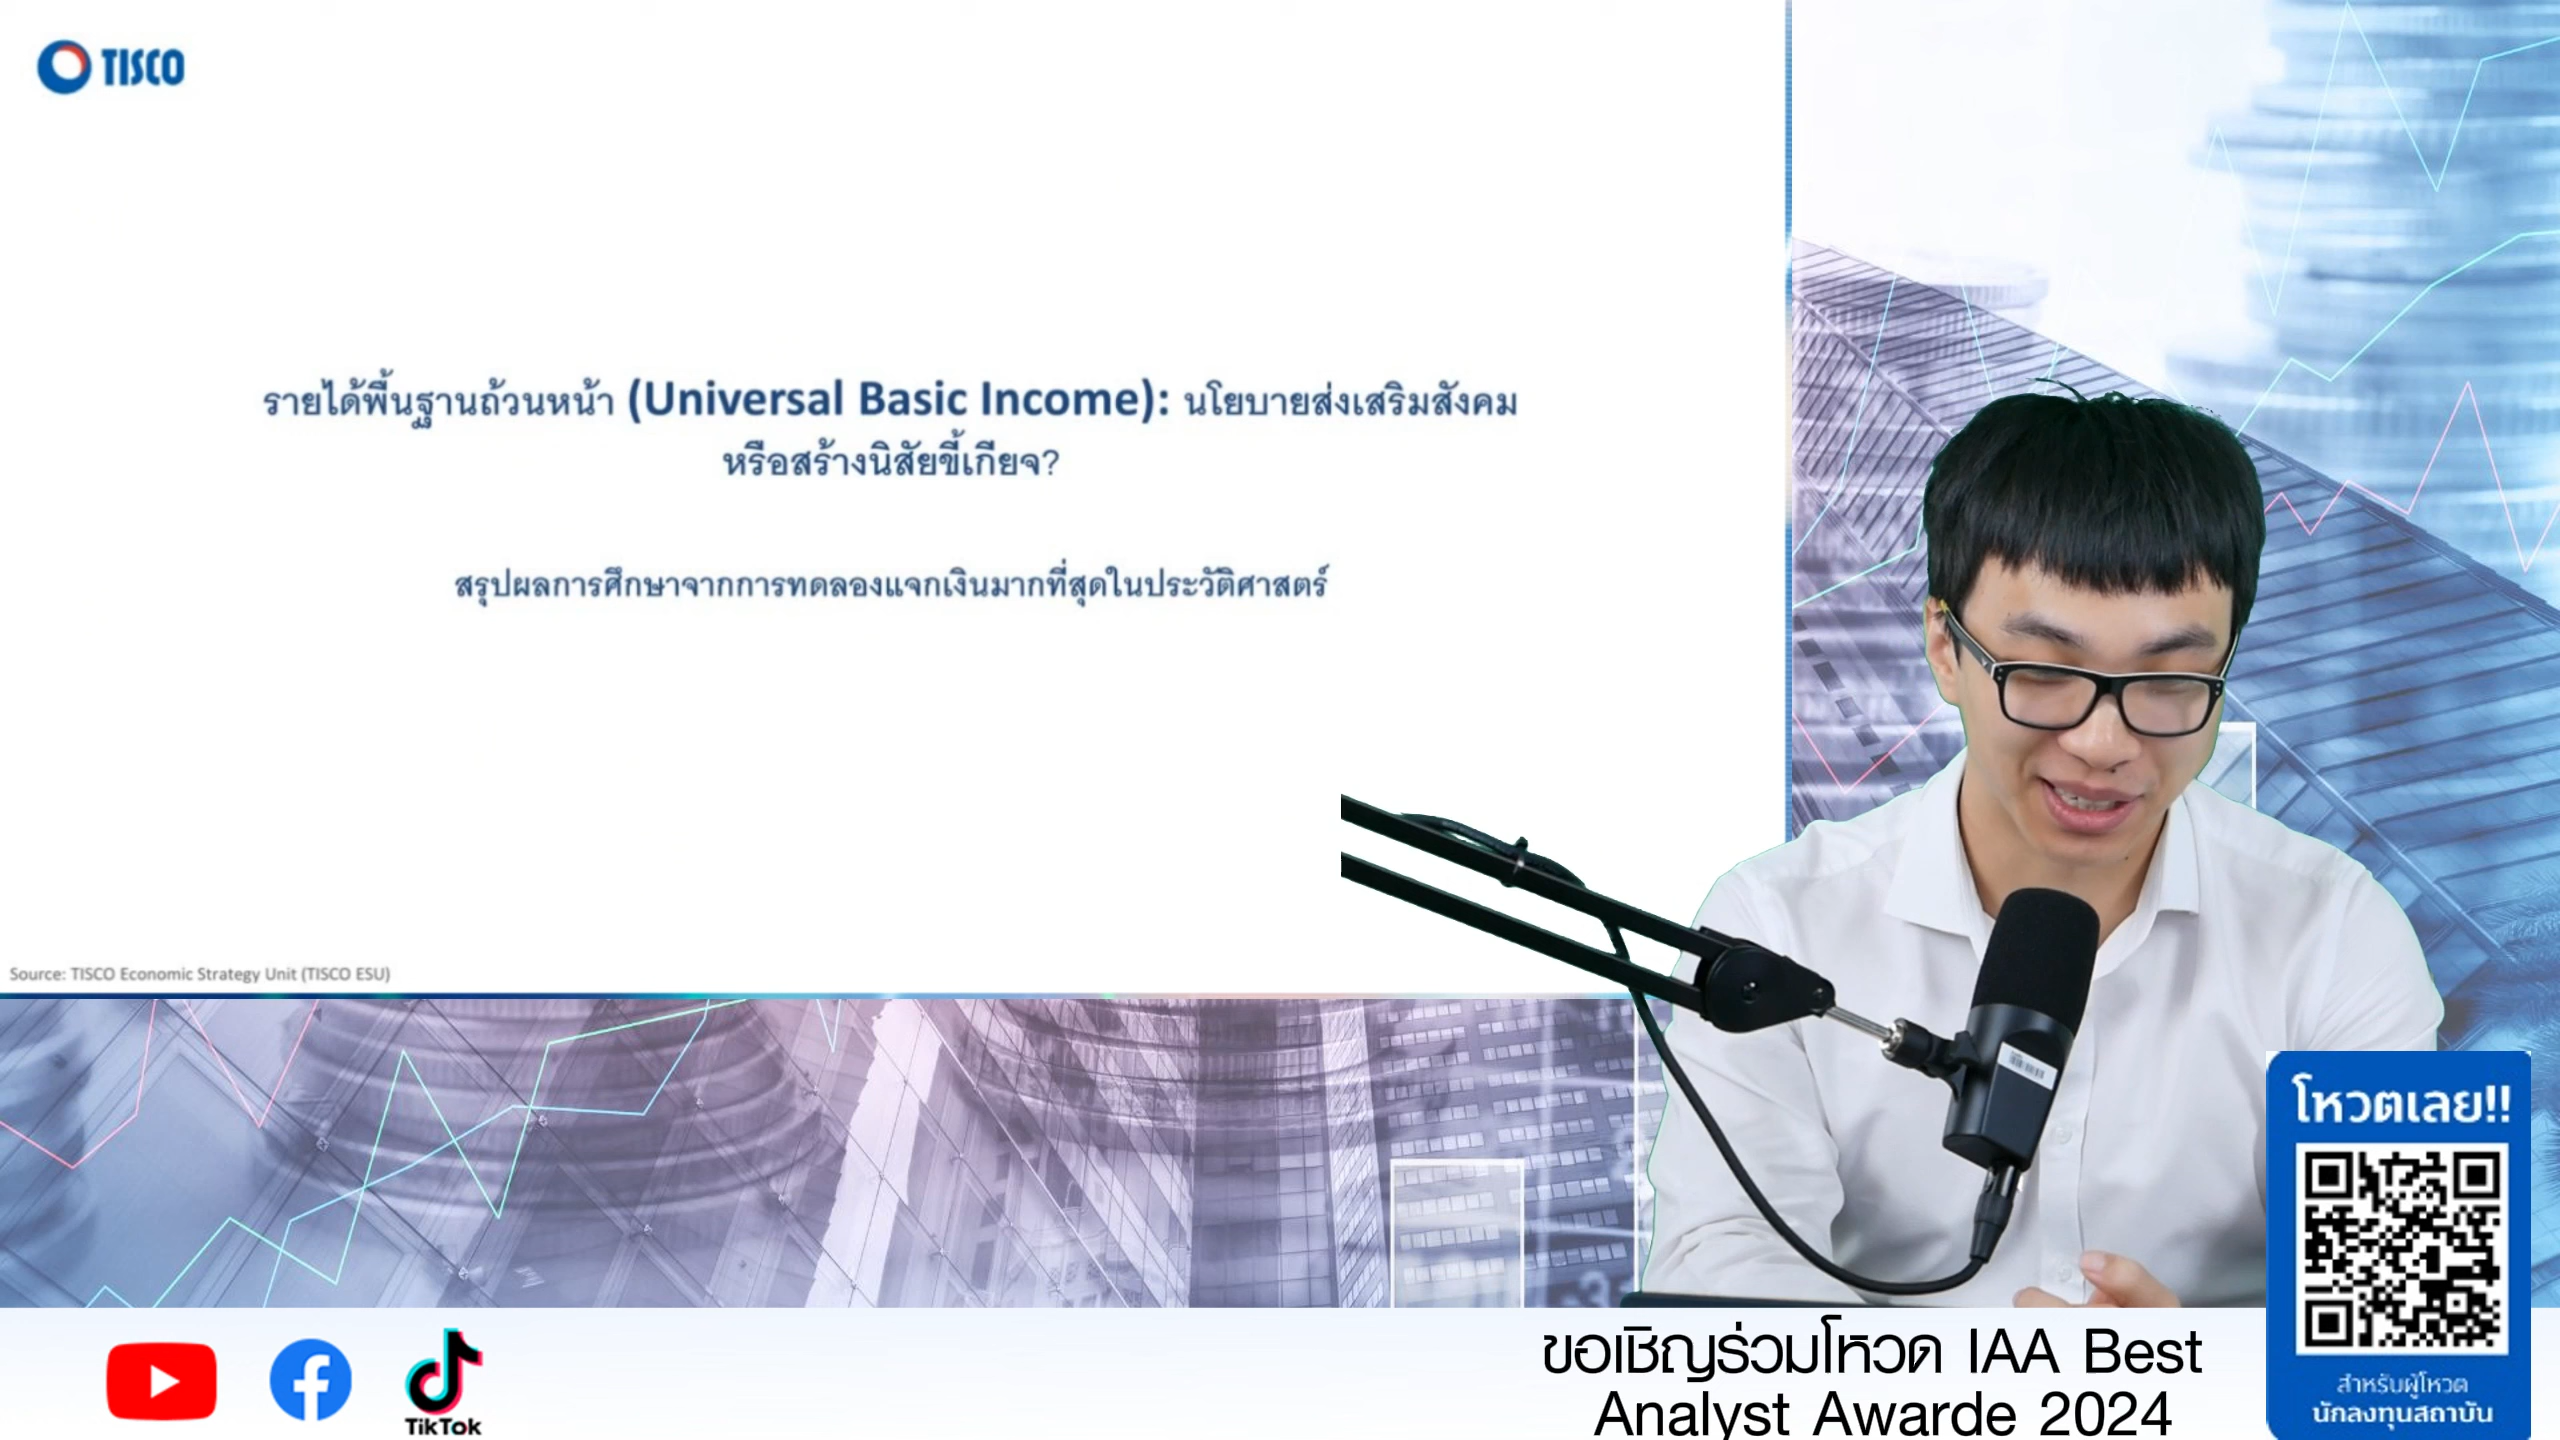 TISCO
รายได้พื้นฐานถ้วนหน้า (Universal Basic Income): นโยบายส่งเสริมสังคม
หรือสร้างนิสัยขี้เกียจ?
สรุปผลการศึกษาจากการทดลองแจกเงินมากที่สุดในประวัติศาสตร์
Source: TISCO Economic Strategy Unit (TISCO ESU)
โหวตเลย!!
สำหรับผู้โหวต
นักลงทุนสถาบัน
TikTok
ขอเชิญร่วมโหวด IAA Best
Analyst Awarde 2024